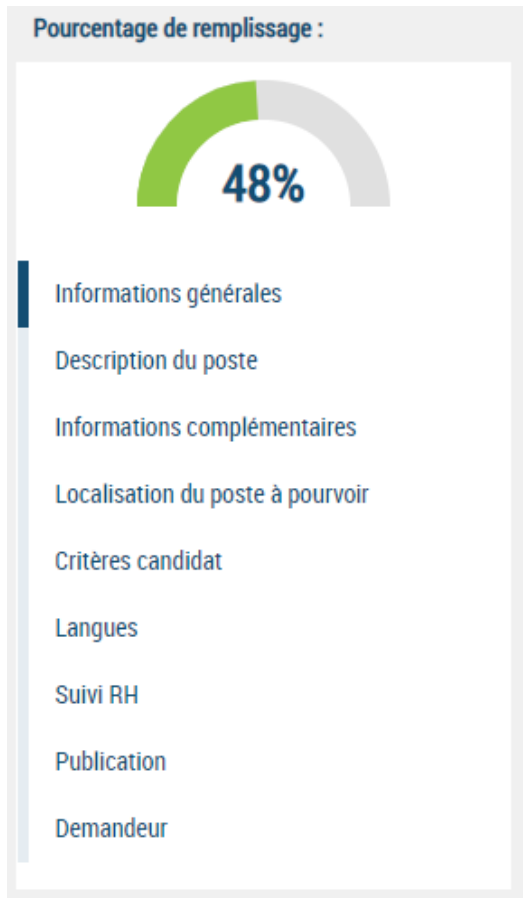 Pourcentage de remplissage :
48%
Informations générales
Description du poste
Informations complémentaires
Localisation du poste à pourvoir
Critères candidat
Langues
Suivi RH
Publication
Demandeur